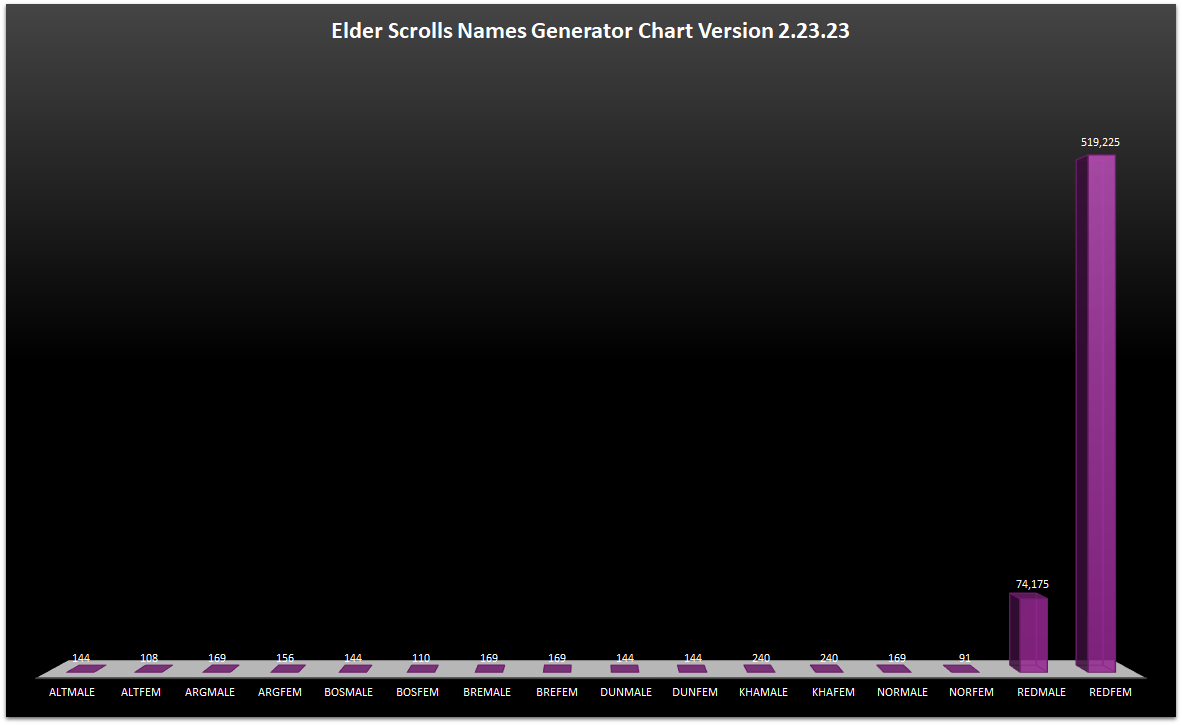 Elder Scrolls Names Generator Chart Version 2.23.23
519,225
74,175
144 108 169 156 144 110 169 169 144 144 240 240 169 91
ALTMALE ALTFEM ARGMALE ARGFEM BOSMALE BOSFEM BREMALE BREFEM DUNMALE DUNFEM KHAMALE KHAFEM NORMALE NORFEM REDMALE REDFEM